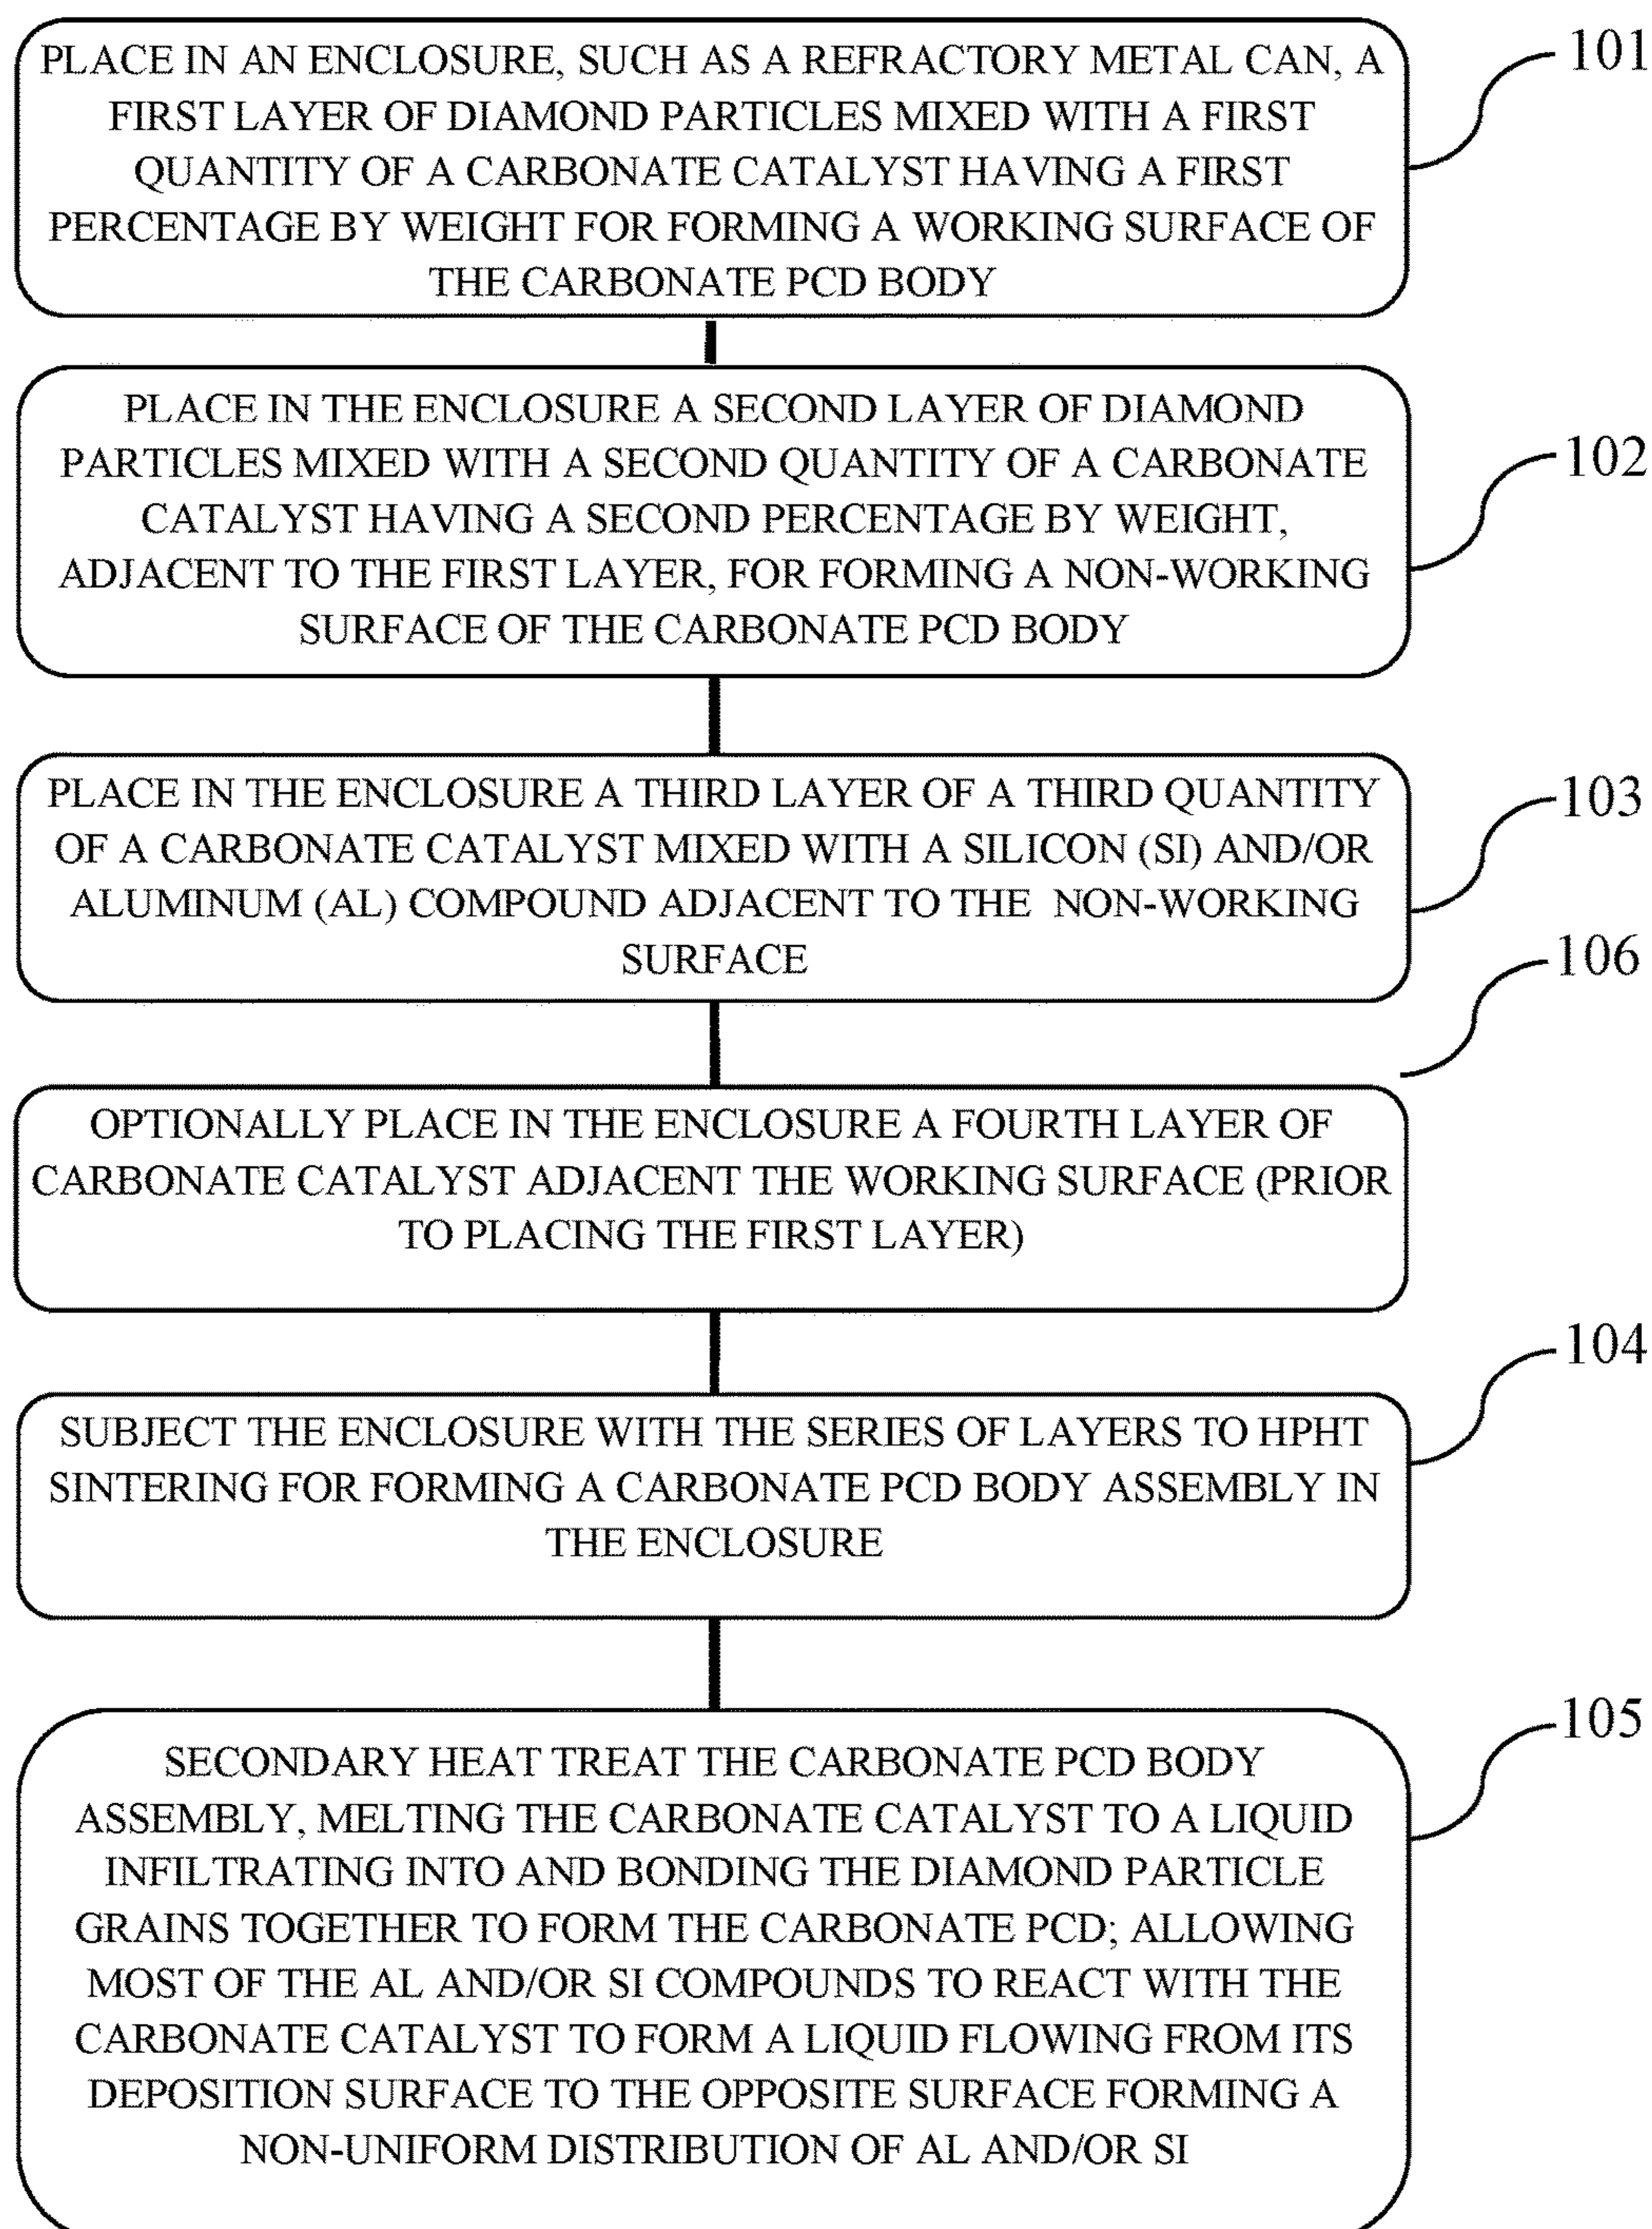 PLACE IN AN ENCLOSURE, SUCH AS A REFRACTORY METAL CAN, A
FIRST LAYER OF DIAMOND PARTICLES MIXED WITH A FIRST
QUANTITY OF A CARBONATE CATALYST HAVING A FIRST
PERCENTAGE BY WEIGHT FOR FORMING A WORKING SURFACE OF
THE CARBONATE PCD BODY
101
PLACE IN THE ENCLOSURE A SECOND LAYER OF DIAMOND
PARTICLES MIXED WITH A SECOND QUANTITY OF A CARBONATE
CATALYST HAVING A SECOND PERCENTAGE BY WEIGHT,
ADJACENT TO THE FIRST LAYER, FOR FORMING A NON-WORKING
SURFACE OF THE CARBONATE PCD BODY
102
PLACE IN THE ENCLOSURE A THIRD LAYER OF A THIRD QUANTITY
OF A CARBONATE CATALYST MIXED WITH A SILICON (SI) AND/OR
ALUMINUM (AL) COMPOUND ADJACENT TO THE NON-WORKING
SURFACE
103
106
OPTIONALLY PLACE IN THE ENCLOSURE A FOURTH LAYER OF
CARBONATE CATALYST ADJACENT THE WORKING SURFACE (PRIOR
TO PLACING THE FIRST LAYER)
104
SUBJECT THE ENCLOSURE WITH THE SERIES OF LAYERS TO HPHT
SINTERING FOR FORMING A CARBONATE PCD BODY ASSEMBLY IN
THE ENCLOSURE
105
SECONDARY HEAT TREAT THE CARBONATE PCD BODY
ASSEMBLY, MELTING THE CARBONATE CATALYST TO A LIQUID
INFILTRATING INTO AND BONDING THE DIAMOND PARTICLE
GRAINS TOGETHER TO FORM THE CARBONATE PCD; ALLOWING
MOST OF THE AL AND/OR SI COMPOUNDS TO REACT WITH THE
CARBONATE CATALYST TO FORM A LIQUID FLOWING FROM ITS
DEPOSITION SURFACE TO THE OPPOSITE SURFACE FORMING A
NON-UNIFORM DISTRIBUTION OF AL AND/OR SI